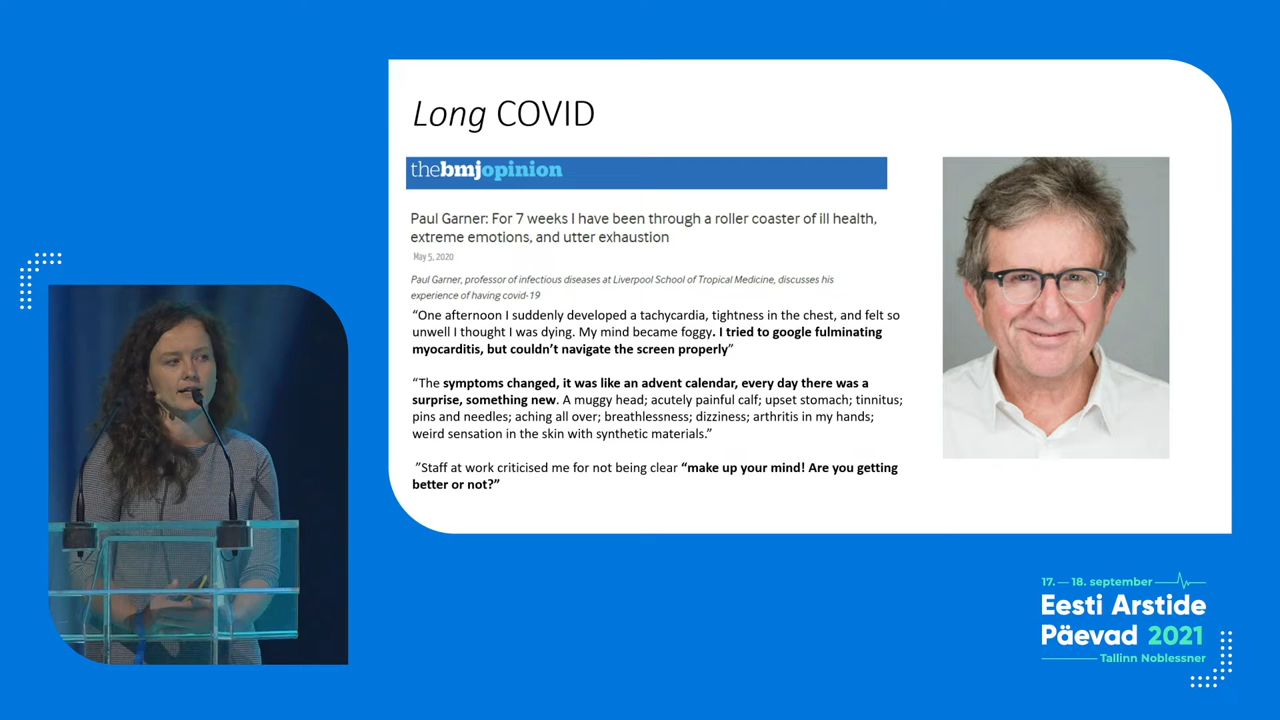 Long COVID
thebmjopinion
Paul Garner: For 7 weeks I have been through a roller coaster of ill health,
extreme emotions, and utter exhaustion
May 5, 2020
Paul Garner, professor of infectious diseases at Liverpool School of Tropical Medicine, discusses his
experience of having covid-19
“One afternoon I suddenly developed a tachycardia, tightness in the chest, and felt so
unwell I thought I was dying. My mind became foggy. I tried to google fulminating
myocarditis, but couldn’t navigate the screen properly”
“The symptoms changed, it was like an advent calendar, every day there was a
surprise, something new. A muggy head; acutely painful calf; upset stomach; tinnitus;
pins and needles; aching all over; breathlessness; dizziness; arthritis in my hands;
weird sensation in the skin with synthetic materials.”
”Staff at work criticised me for not being clear “make up your mind! Are you getting
better or not?”
17. — 18. september
Eesti Arstide
Päevad 2021
Tallinn Noblessner